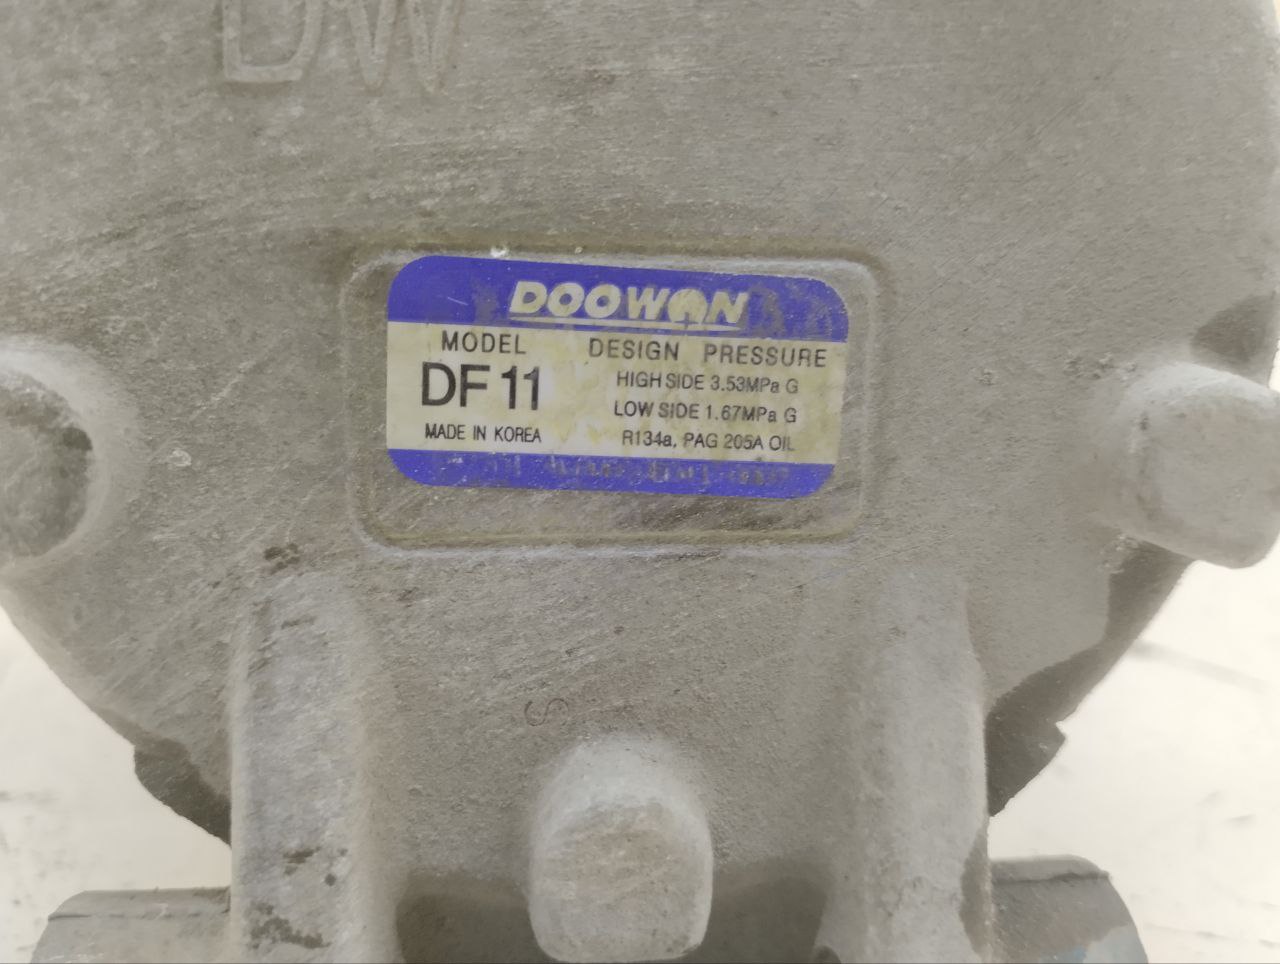 DW
DOOWON
MODEL
DF 11
MADE IN KOREA
DESIGN PRESSURE
HIGH SIDE 3.53MPa G
LOW SIDE 1.67MPa G
R134a, PAG 205A OIL
S